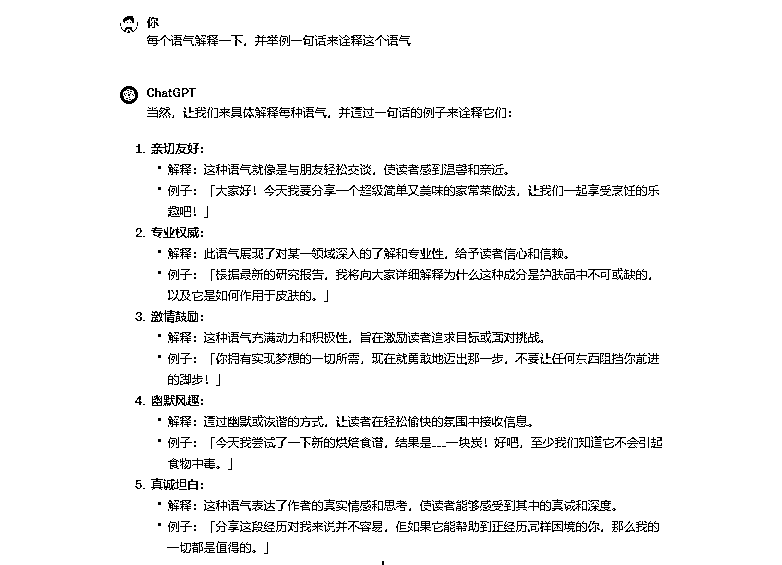 你
每个语气解释一下，并举例一句话来诠释这个语气
ChatGPT
当然，让我们来具体解释每种语气，并透过一句话的例子来诠释它们：
1. 亲切友好：
• 解释：这种语气就像是与朋友轻松交谈，使读者感到温馨和亲近。
• 例子：「大家好！今天我要分享一个超级简单又美味的家常菜做法，让我们一起享受烹饪的乐
趣吧！」
2. 专业权威：
• 解释：此语气展现了对某一领域深入的了解和专业性，给予读者信心和信赖。
• 例子：「根据最新的研究报告，我将向大家详细解释为什么这种成分是护肤品中不可或缺的，
以及它是如何作用于皮肤的。」
3. 激情鼓励：
• 解释：这种语气充满动力和积极性，旨在激励读者追求目标或面对挑战。
• 例子：「你拥有实现梦想的一切所需，现在就勇敢地迈出那一步，不要让任何东西阻挡你前进
的脚步！」
4. 幽默风趣：
• 解释：透过幽默或诙谐的方式，让读者在轻松愉快的氛围中接收信息。
• 例子：「今天我尝试了一下新的烘焙食谱，结果是...一块炭！好吧，至少我们知道它不会引起
食物中毒。」
5. 真诚坦白：
• 解释：这种语气表达了作者的真实情感和思考，使读者能够感受到其中的真诚和深度。
• 例子：「分享这段经历对我来说并不容易，但如果它能帮助到正经历同样困境的你，那么我的
一切都是值得的。」